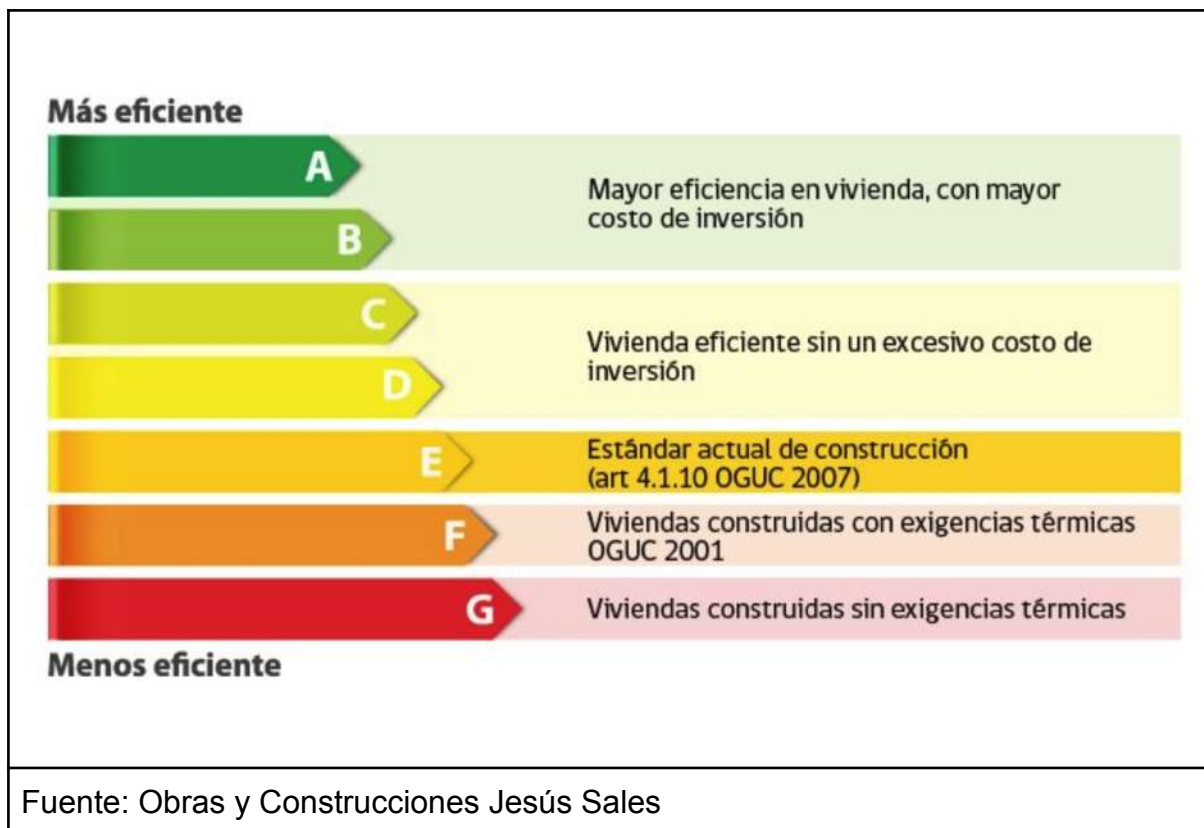 Más eficiente
A
Mayor eficiencia en vivienda, con mayor
costo de inversión
B
C
Vivienda eficiente sin un excesivo costo de
inversión
D
E
Estándar actual de construcción
(art 4.1.10 OGUC 2007)
F
Viviendas construidas con exigencias térmicas
OGUC 2001
G
Viviendas construidas sin exigencias térmicas
Menos eficiente
Fuente: Obras y Construcciones Jesús Sales